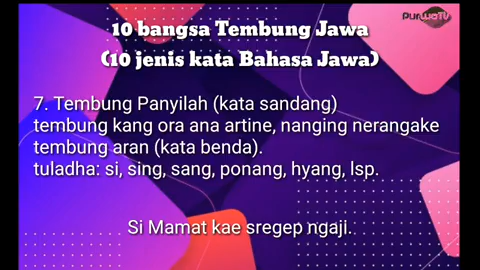 PurwaTV
10 bangsa Tembung Jawa
(10 jenis kata Bahasa Jawa)
7. Tembung Panyilah (kata sandang)
tembung kang ora ana artine, nanging nerangake
tembung aran (kata benda).
tuladha: si, sing, sang, ponang, hyang, lsp.
Si Mamat kae sregep ngaji.